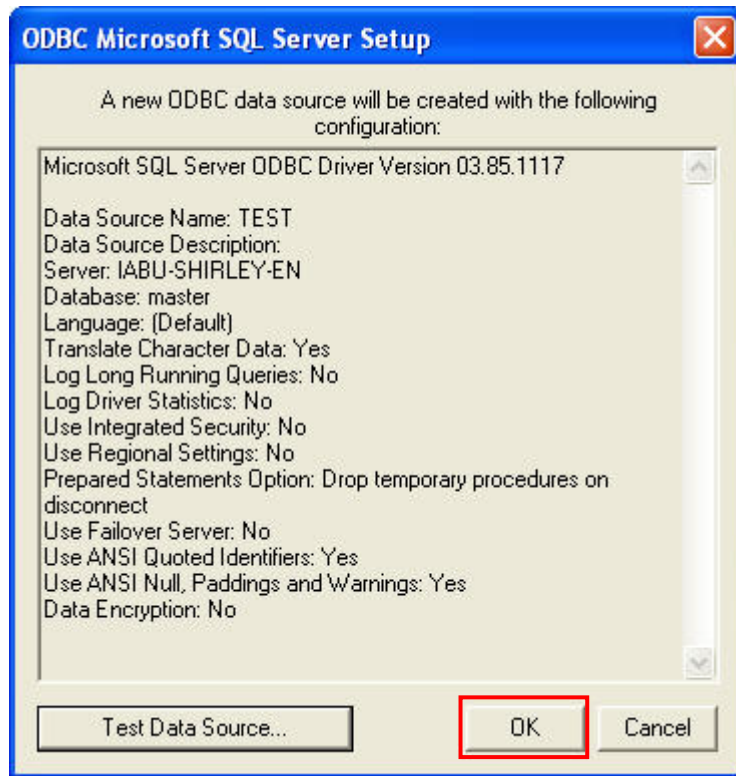 ODBC Microsoft SQL Server Setup
A new ODBC data source will be created with the following
configuration:
Microsoft SQL Server ODBC Driver Version 03.85.1117
Data Source Name: TEST
Data Source Description:
Server: IABU-SHIRLEY-EN
Database: master
Language: (Default)
Translate Character Data: Yes
Log Long Running Queries: No
Log Driver Statistics: No
Use Integrated Security: No
Use Regional Settings: No
Prepared Statements Option: Drop temporary procedures on
disconnect
Use Failover Server: No
Use ANSI Quoted Identifiers: Yes
Use ANSI Null, Paddings and Warnings: Yes
Data Encryption: No
Test Data Source...
OK
Cancel